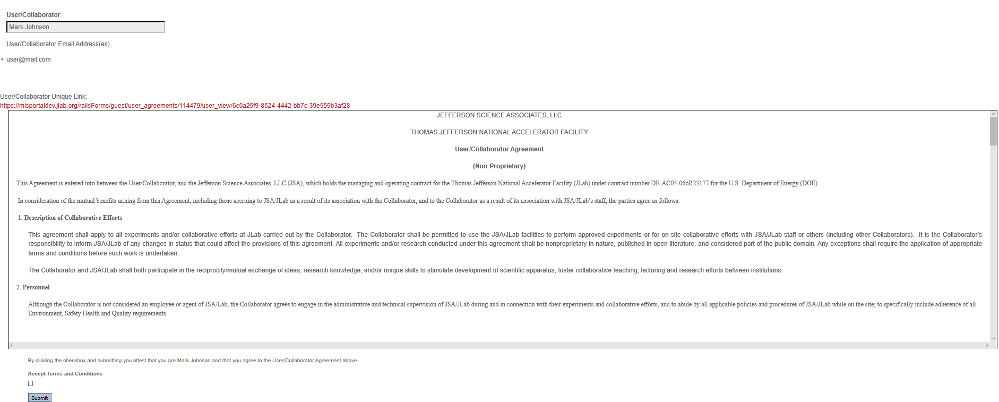 User/Collaborator
Mark Johnson
User/Collaborator Email Address(es)
• user@mail.com
User/Collaborator Unique Link:
https://misportaldev.jlab.org/railsForms/guest/user_agreements/114479/user_view/6c0a25f9-8524-4442-bb7c-39e559b3af28
JEFFERSON SCIENCE ASSOCIATES, LLC
THOMAS JEFFERSON NATIONAL ACCELERATOR FACILITY
User/Collaborator Agreement
(Non-Proprietary)
This Agreement is entered into between the User/Collaborator, and the Jefferson Science Associates, LLC (JSA), which holds the managing and operating contract for the Thomas Jefferson National Accelerator Facility (JLab) under contract number DE-AC05-06oR23177 for the U.S. Department of Energy (DOE).
In consideration of the mutual benefits arising from this Agreement, including those accruing to JSA/JLab as a result of its association with the Collaborator, and to the Collaborator as a result of its association with JSA/JLab's staff, the parties agree as follows:
1. Description of Collaborative Efforts
This agreement shall apply to all experiments and/or collaborative efforts at JLab carried out by the Collaborator. The Collaborator shall be permitted to use the JSA/JLab facilities to perform approved experiments or for on-site collaborative efforts with JSA/JLab staff or others (including other Collaborators). It is the Collaborator's
responsibility to inform JSA/JLab of any changes in status that could affect the provisions of this agreement. All experiments and/or research conducted under this agreement shall be nonproprietary in nature, published in open literature, and considered part of the public domain. Any exceptions shall require the application of appropriate
terms and conditions before such work is undertaken.
The Collaborator and JSA/JLab shall both participate in the reciprocity/mutual exchange of ideas, research knowledge, and/or unique skills to stimulate development of scientific apparatus, foster collaborative teaching, lecturing and research efforts between institutions.
2. Personnel
Although the Collaborator is not considered an employee or agent of JSA/Lab, the Collaborator agrees to engage in the administrative and technical supervision of JSA/JLab during and in connection with their experiments and collaborative efforts, and to abide by all applicable policies and procedures of JSA/JLab while on the site; to specifically include adherence of all
Environment, Safety Health and Quality requirements.
By clicking the checkbox and submitting you attest that you are Mark Johnson and that you agree to the User/Collaborator Agreement above.
Accept Terms and Conditions
Submit